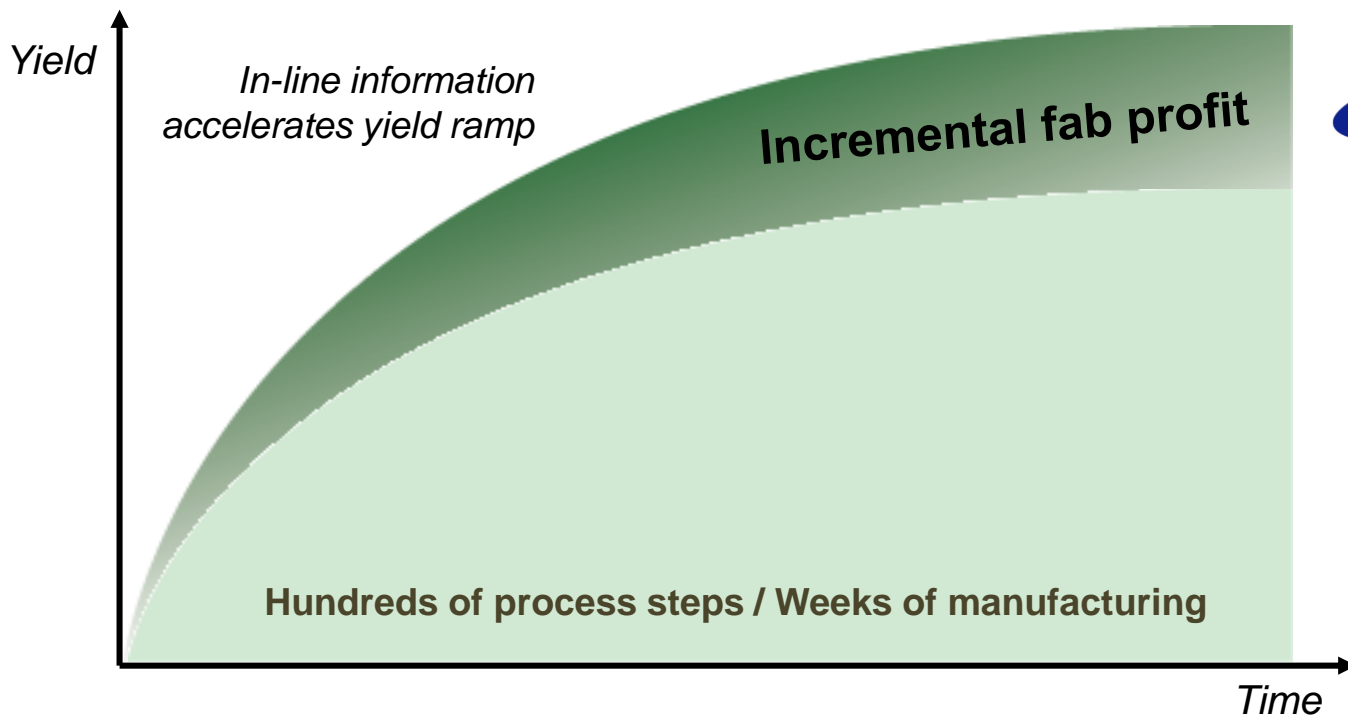 Yield
In-line information
accelerates yield ramp
Incremental fab profit
Hundreds of process steps / Weeks of manufacturing
Time